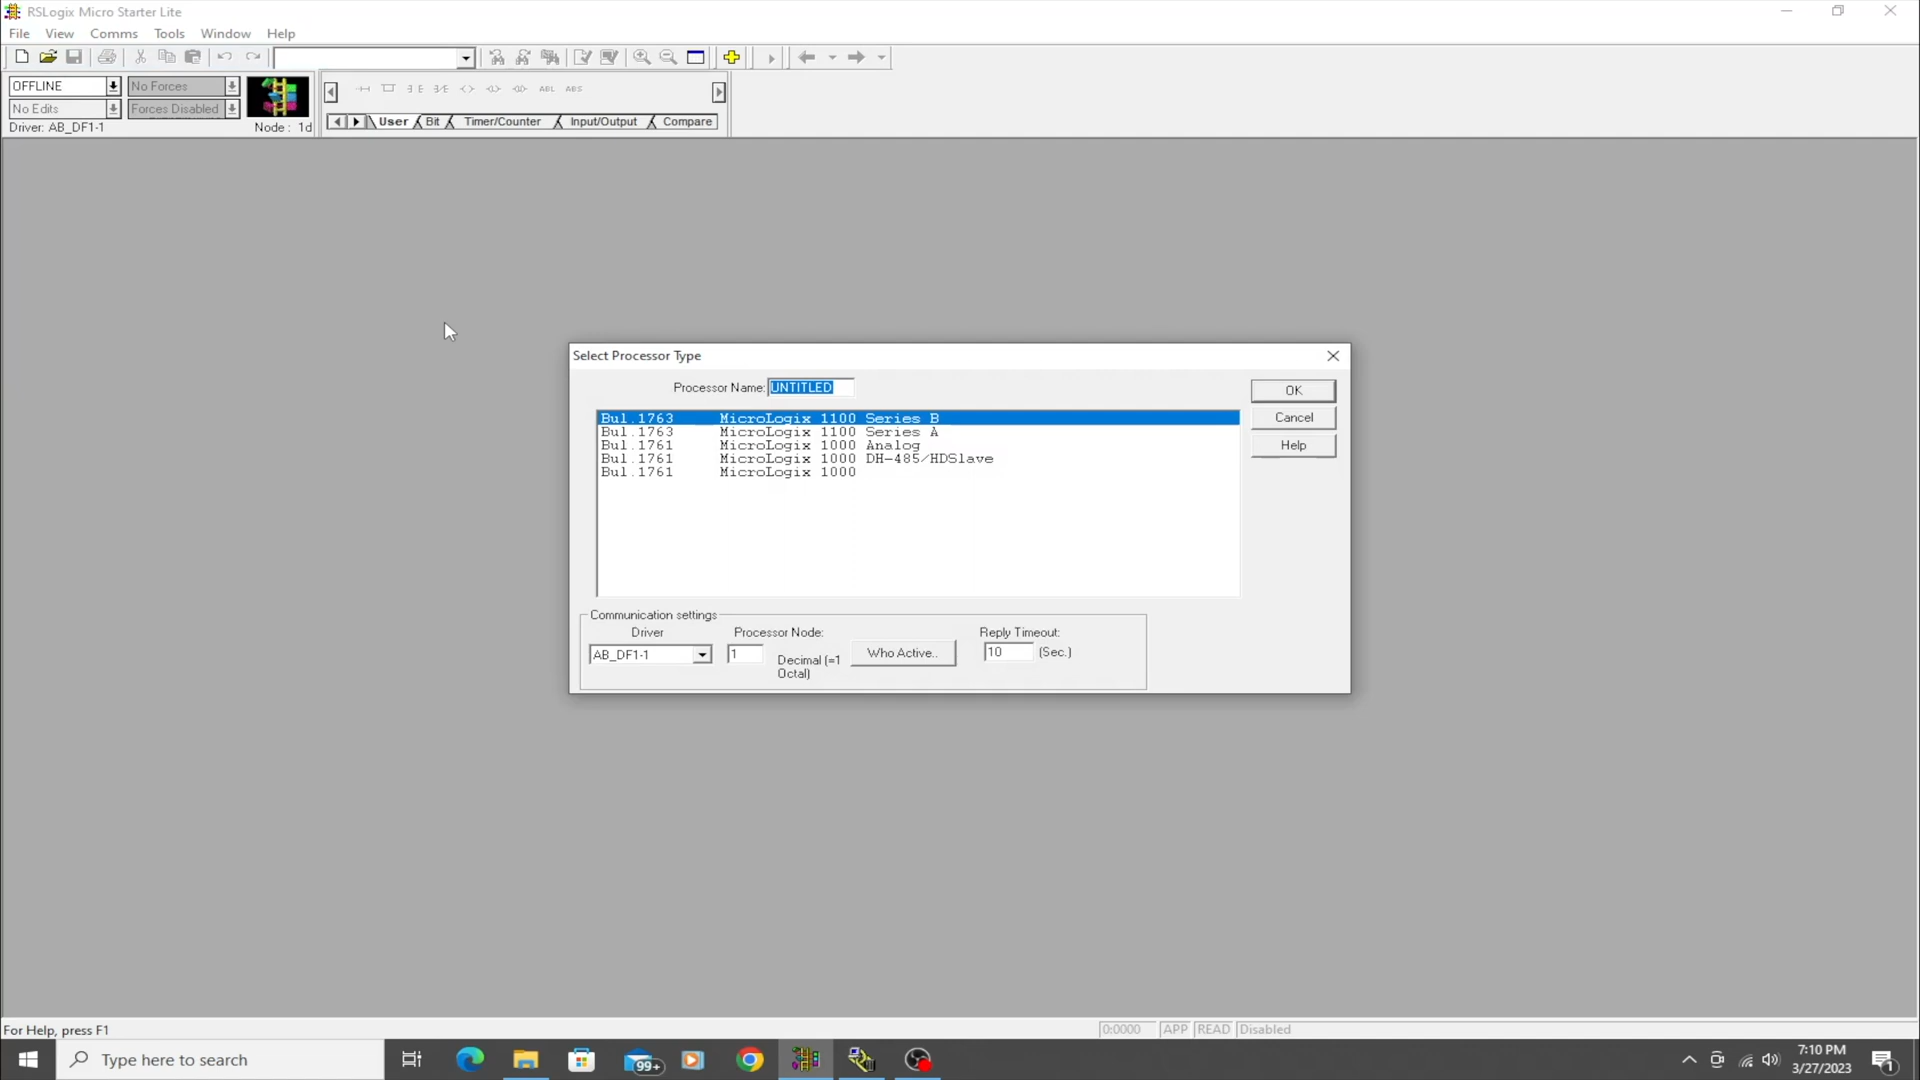 RSLogix Micro Starter Lite
File View Comms Tools Window Help
OFFLINE No Forces
No Edits Forces Disabled
Driver: AB_DF1-1 Node : 1d
ABL ABS
User Bit Timer/Counter Input/Output Compare
Select Processor Type
Processor Name: UNTITLED
OK
Bul.1763 MicroLogix 1100 Series B
Cancel
Bul.1763 MicroLogix 1100 Series A
Bul.1761 MicroLogix 1000 Analog
Help
Bul.1761 MicroLogix 1000 DH-485/HDSlave
Bul.1761 MicroLogix 1000
Communication settings
Driver Processor Node: Reply Timeout:
AB_DF1-1 1 Decimal (=1 Octal) Who Active.. 10 (Sec.)
For Help, press F1 0:0000 APP READ Disabled
Type here to search 99+ 7:10 PM
3/27/2023 1